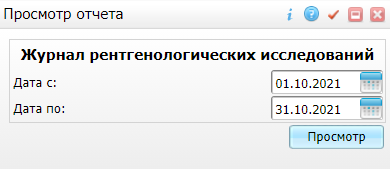 Просмотр отчета
Журнал рентгенологических исследований
Дата с: 01.10.2021
Дата по: 31.10.2021
Просмотр